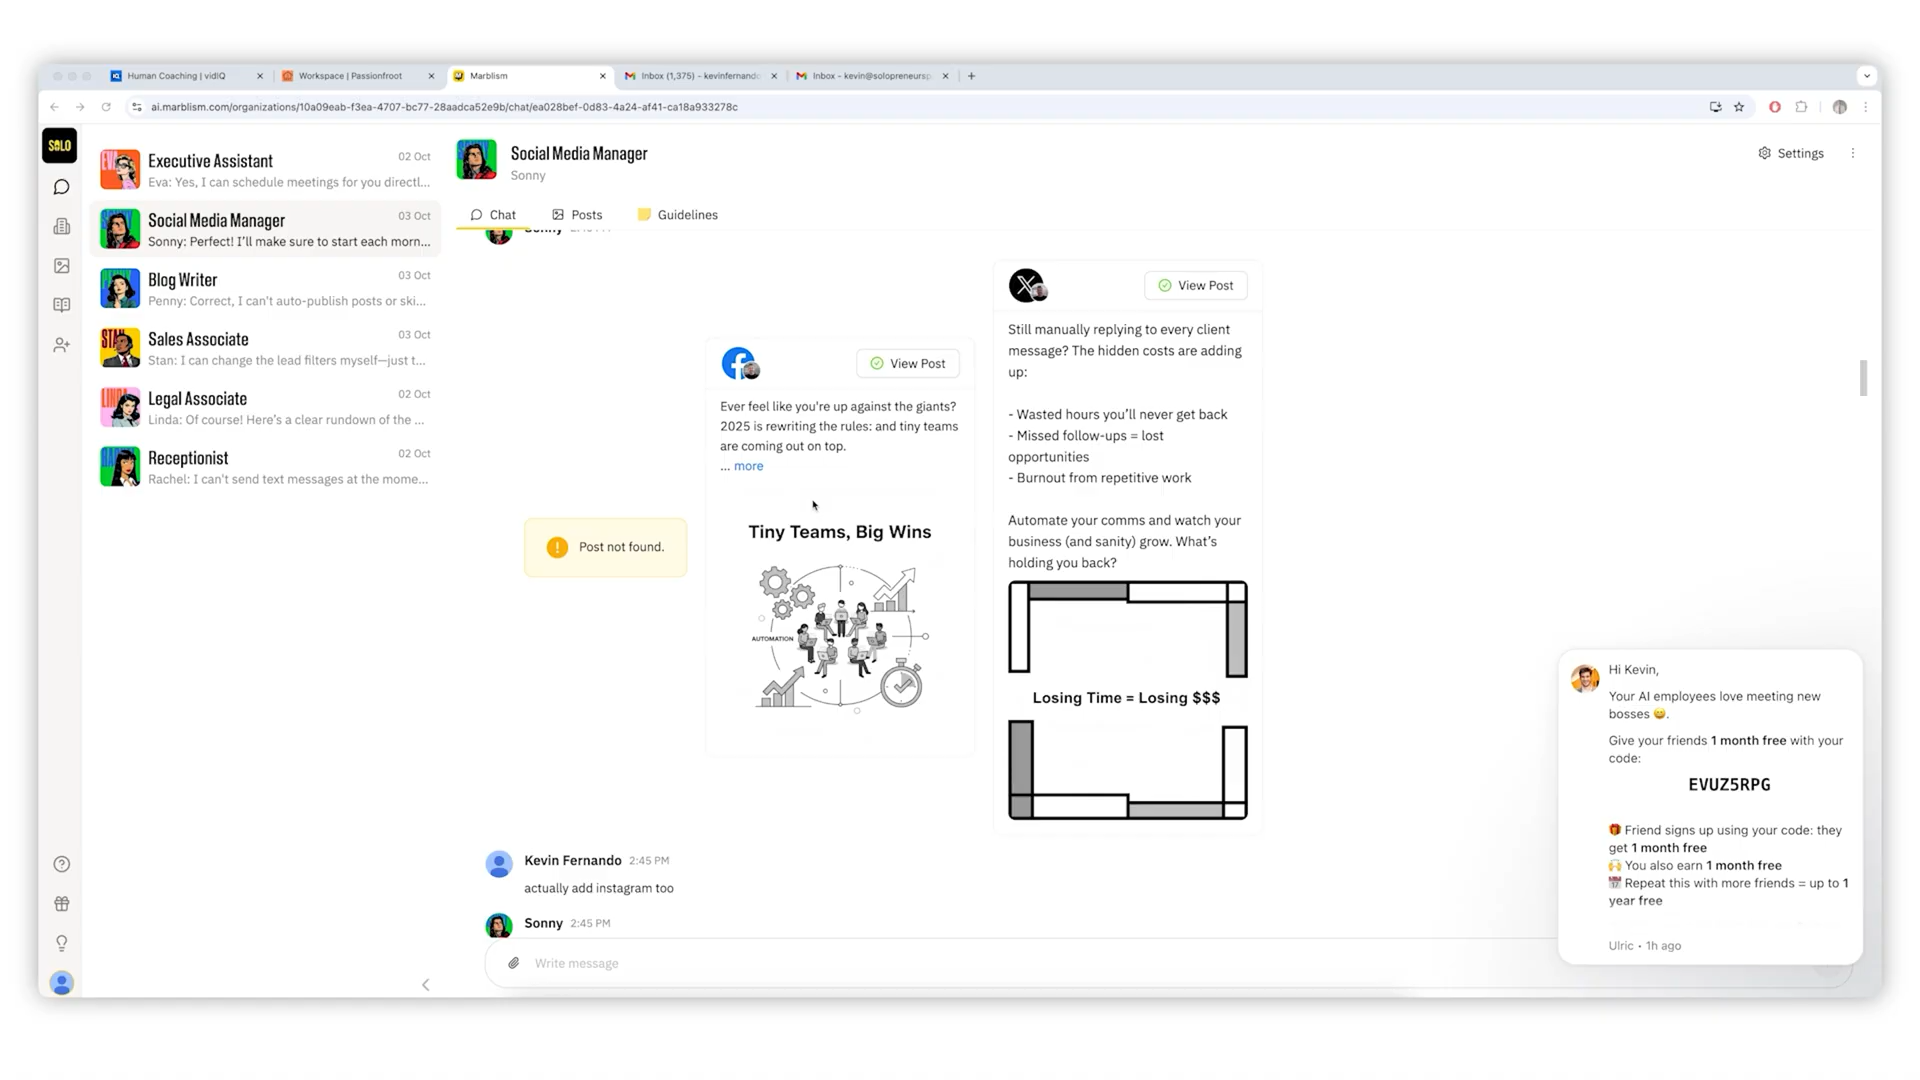 Human Coaching | vidIQ
Workspace | Passionfroot
Marblism
Inbox (1,375) - kevinfernando
Inbox - kevin@solopreneursp
ai.marblism.com/organizations/10a09eab-f3ea-4707-bc77-28aadca52e9b/chat/ea028bef-0d83-4a24-af41-ca18a933278c
SOLO
Executive Assistant
02 Oct
Eva: Yes, I can schedule meetings for you directl...
Social Media Manager
03 Oct
Sonny: Perfect! I'll make sure to start each morn...
Blog Writer
03 Oct
Penny: Correct, I can't auto-publish posts or ski...
Sales Associate
03 Oct
Stan: I can change the lead filters myself—just t...
Legal Associate
02 Oct
Linda: Of course! Here's a clear rundown of the ...
Receptionist
02 Oct
Rachel: I can't send text messages at the mome...
Social Media Manager
Sonny
Settings
Chat
Posts
Guidelines
Sonny
Post not found.
View Post
Ever feel like you're up against the giants?
2025 is rewriting the rules: and tiny teams
are coming out on top.
... more
Tiny Teams, Big Wins
AUTOMATION
View Post
Still manually replying to every client
message? The hidden costs are adding
up:
- Wasted hours you'll never get back
- Missed follow-ups = lost
opportunities
- Burnout from repetitive work
Automate your comms and watch your
business (and sanity) grow. What's
holding you back?
Losing Time = Losing $$$
Kevin Fernando 2:45 PM
actually add instagram too
Sonny 2:45 PM
Write message
Hi Kevin,
Your AI employees love meeting new
bosses 😄.
Give your friends 1 month free with your
code:
EVUZ5RPG
🎁 Friend signs up using your code: they
get 1 month free
🙌 You also earn 1 month free
📅 Repeat this with more friends = up to 1
year free
Ulric • 1h ago